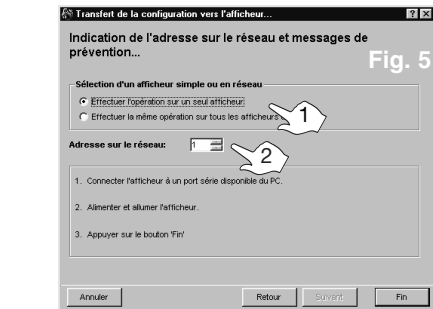 Transfert de la configuration vers l'afficheur...
Indication de l'adresse sur le réseau et messages de
prévention...
Fig. 5
Sélection d'un afficheur simple ou en réseau
Effectuer l'opération sur un seul afficheur
1
Effectuer la même opération sur tous les afficheurs
Adresse sur le réseau: 1
2
1. Connecter l'afficheur à un port série disponible du PC.
2. Alimenter et allumer l'afficheur.
3. Appuyer sur le bouton 'Fin'
Annuler Retour Suivant Fin